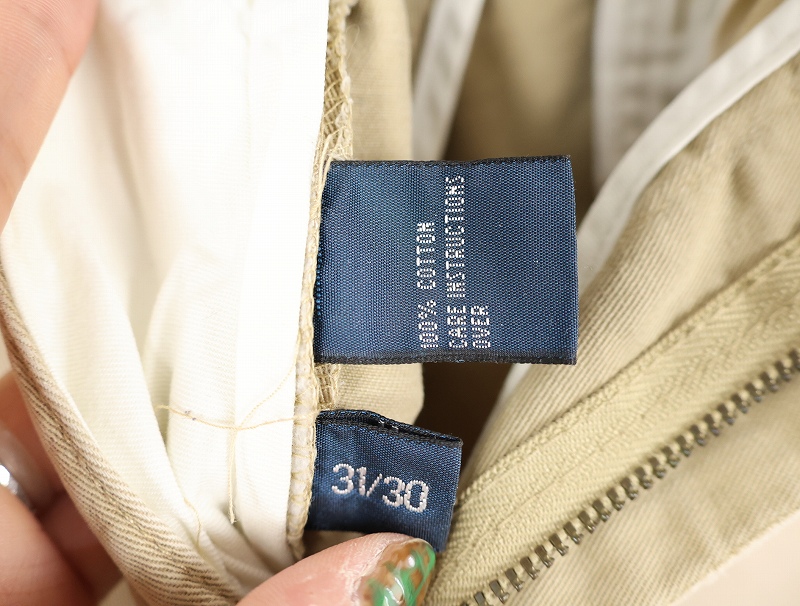 100% COTTON
CARE INSTRUCTIONS
OVER
31/30